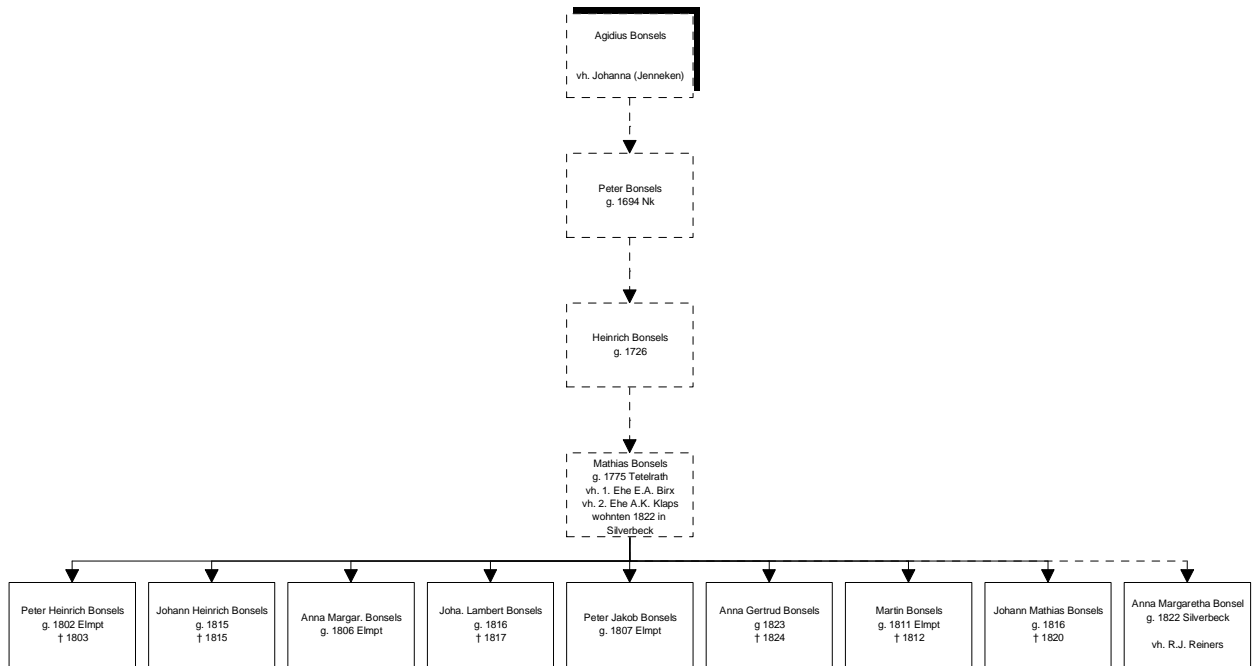 Agidius Bonsels
vh. Johanna (Jenneken)
Peter Bonsels
g. 1694 Nk
Heinrich Bonsels
g. 1726
Mathias Bonsels
g. 1775 Tetelrath
vh. 1. Ehe E.A. Birx
vh. 2. Ehe A.K. Klaps
wohnten 1822 in
Silverbeck
Peter Heinrich Bonsels
g. 1802 Elmpt
† 1803
Johann Heinrich Bonsels
g. 1815
† 1815
Anna Margar. Bonsels
g. 1806 Elmpt
Joha. Lambert Bonsels
g. 1816
† 1817
Peter Jakob Bonsels
g. 1807 Elmpt
Anna Gertrud Bonsels
g 1823
† 1824
Martin Bonsels
g. 1811 Elmpt
† 1812
Johann Mathias Bonsels
g. 1816
† 1820
Anna Margaretha Bonsel
g. 1822 Silverbeck
vh. R.J. Reiners